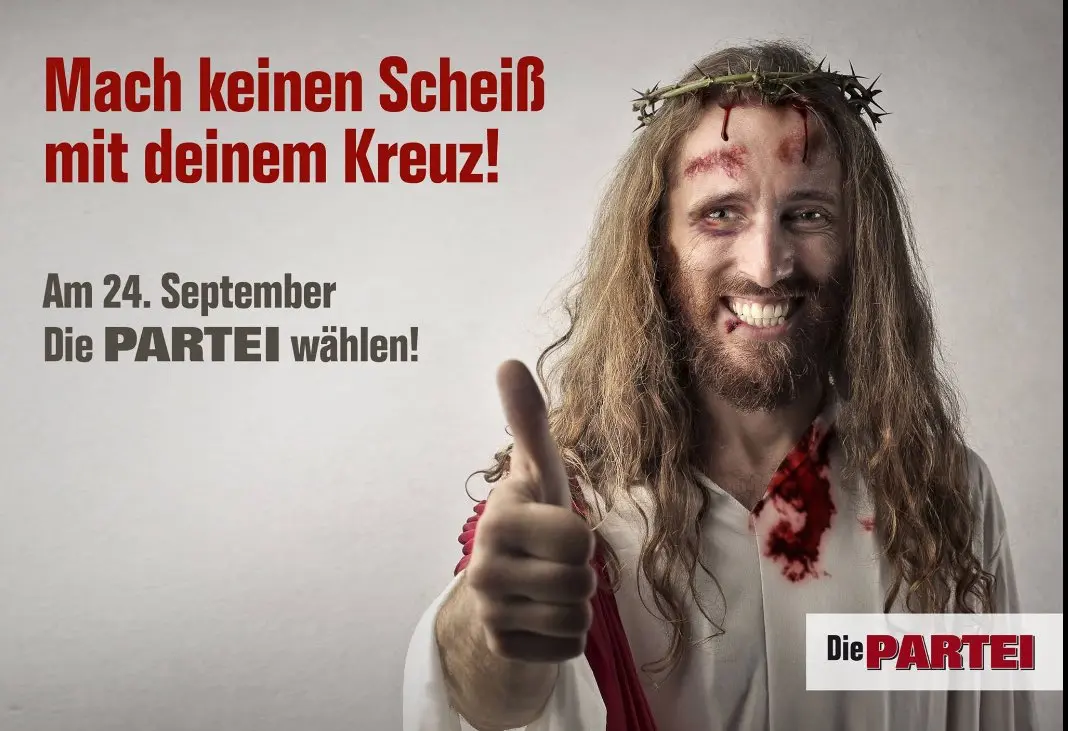 Mach keinen Scheiß
mit deinem Kreuz!
Am 24. September
Die PARTEI wählen!
Die PARTEI